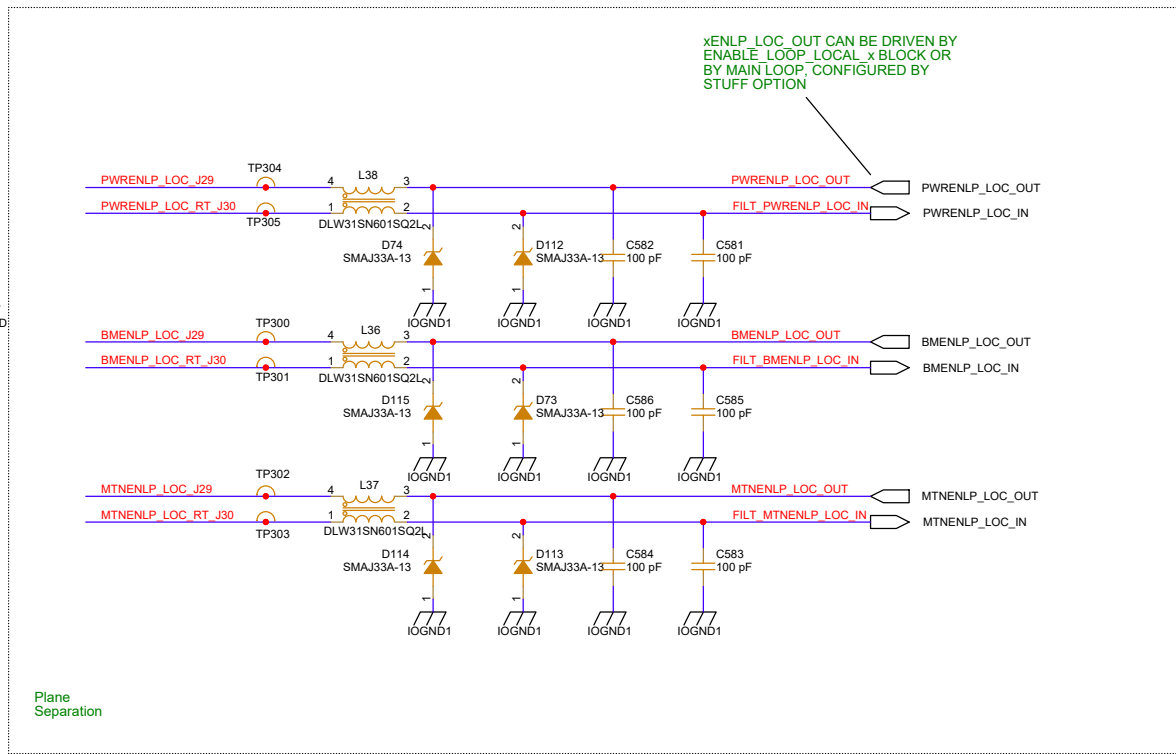 xENLP_LOC_OUT CAN BE DRIVEN BY
ENABLE_LOOP_LOCAL_x BLOCK OR
BY MAIN LOOP, CONFIGURED BY
STUFF OPTION
TP304
PWRENLP_LOC_J29
4
L38
3
PWRENLP_LOC_OUT
PWRENLP_LOC_OUT
PWRENLP_LOC_RT_J30
1
2
FILT_PWRENLP_LOC_IN
PWRENLP_LOC_IN
TP305
DLW31SN601SQ2L
2
2
D74
SMAJ33A-13
D112
SMAJ33A-13
C582
100 pF
C581
100 pF
1
1
IOGND1
IOGND1
IOGND1
IOGND1
D
TP300
BMENLP_LOC_J29
4
L36
3
BMENLP_LOC_OUT
BMENLP_LOC_OUT
BMENLP_LOC_RT_J30
1
2
FILT_BMENLP_LOC_IN
BMENLP_LOC_IN
TP301
DLW31SN601SQ2L
2
2
D115
SMAJ33A-13
D73
SMAJ33A-13
C586
100 pF
C585
100 pF
1
1
IOGND1
IOGND1
IOGND1
IOGND1
TP302
MTNENLP_LOC_J29
4
L37
3
MTNENLP_LOC_OUT
MTNENLP_LOC_OUT
MTNENLP_LOC_RT_J30
1
2
FILT_MTNENLP_LOC_IN
MTNENLP_LOC_IN
TP303
DLW31SN601SQ2L
2
2
D114
SMAJ33A-13
D113
SMAJ33A-13
C584
100 pF
C583
100 pF
1
1
IOGND1
IOGND1
IOGND1
IOGND1
Plane
Separation